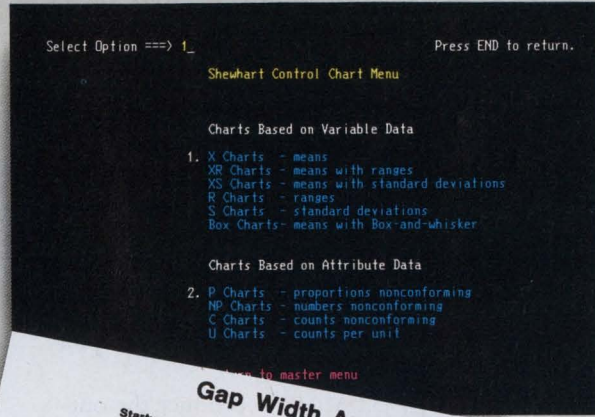 Select Option ===> 1_ Press END to return.
Shewhart Control Chart Menu
Charts Based on Variable Data
1. X Charts - means
XR Charts - means with ranges
XS Charts - means with standard deviations
R Charts - ranges
S Charts - standard deviations
Box Charts- means with Box-and-whisker
Charts Based on Attribute Data
2. P Charts - proportions nonconforming
NP Charts - numbers nonconforming
C Charts - counts nonconforming
U Charts - counts per unit
to master menu
Gap Width